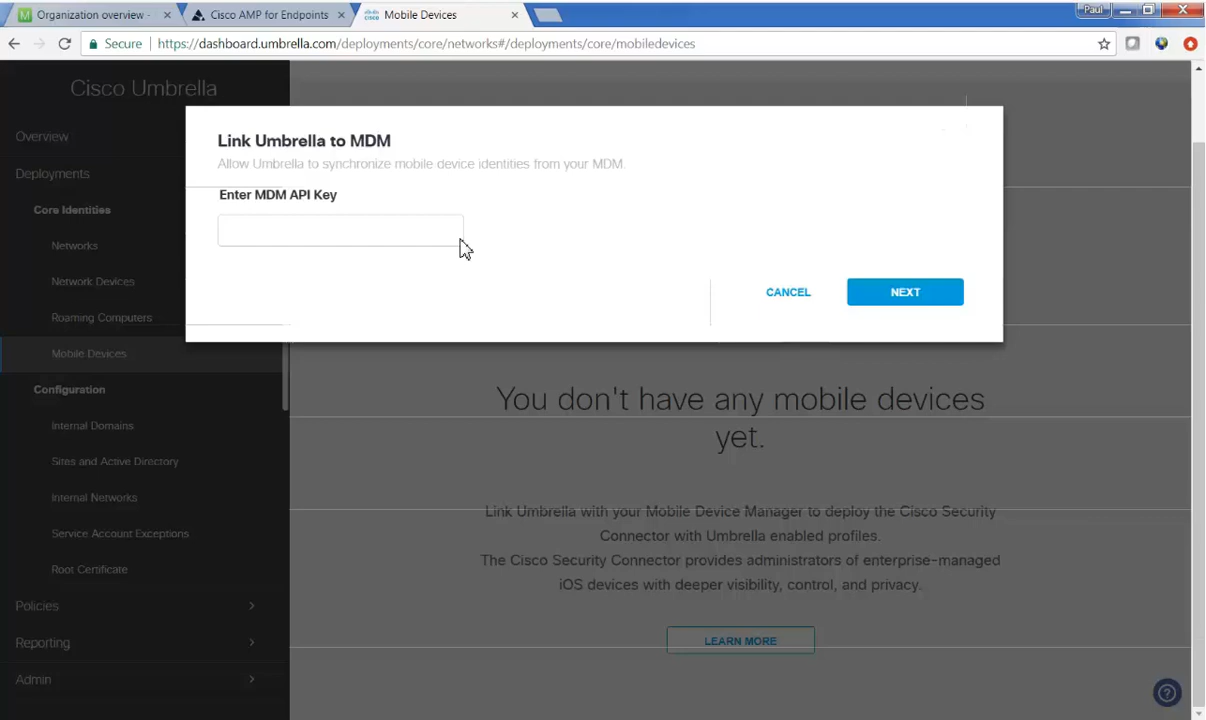 Organization overview -
Cisco AMP for Endpoints
Mobile Devices
Paul
Secure
https://dashboard.umbrella.com/deployments/core/networks#/deployments/core/mobiledevices
Cisco Umbrella
Overview
Deployments
Core Identities
Networks
Network Devices
Roaming Computers
Mobile Devices
Configuration
Internal Domains
Sites and Active Directory
Internal Networks
Service Account Exceptions
Root Certificate
Policies
Reporting
Admin
Link Umbrella to MDM
Allow Umbrella to synchronize mobile device identities from your MDM.
Enter MDM API Key
CANCEL
NEXT
You don't have any mobile devices
yet.
Link Umbrella with your Mobile Device Manager to deploy the Cisco Security
Connector with Umbrella enabled profiles.
The Cisco Security Connector provides administrators of enterprise-managed
iOS devices with deeper visibility, control, and privacy.
LEARN MORE